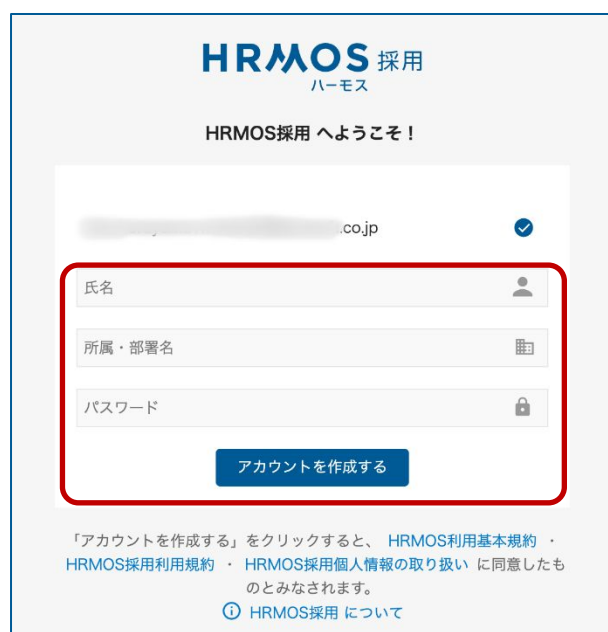 HRMOS 採用
ハーモス
HRMOS採用 へようこそ！
.co.jp
氏名
所属・部署名
パスワード
アカウントを作成する
「アカウントを作成する」をクリックすると、 HRMOS利用基本規約 ・
HRMOS採用利用規約 ・ HRMOS採用個人情報の取り扱い に同意したも
のとみなされます。
HRMOS採用 について